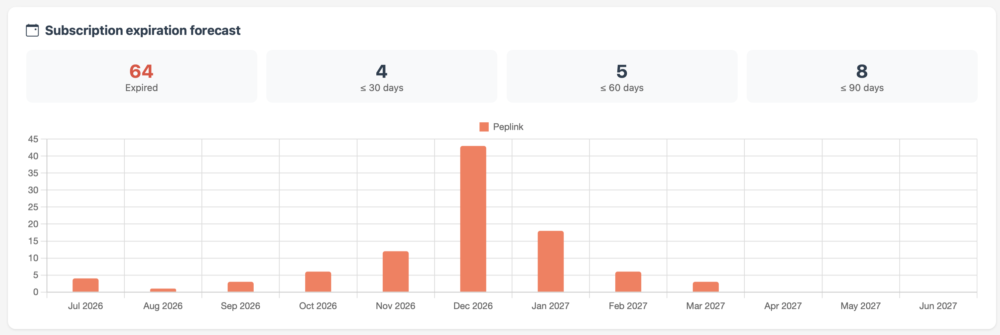 Subscription expiration forecast
64
Expired
4
≤ 30 days
5
≤ 60 days
8
≤ 90 days
Peplink
45
40
35
30
25
20
15
10
5
0
Jul 2026 Aug 2026 Sep 2026 Oct 2026 Nov 2026 Dec 2026 Jan 2027 Feb 2027 Mar 2027 Apr 2027 May 2027 Jun 2027